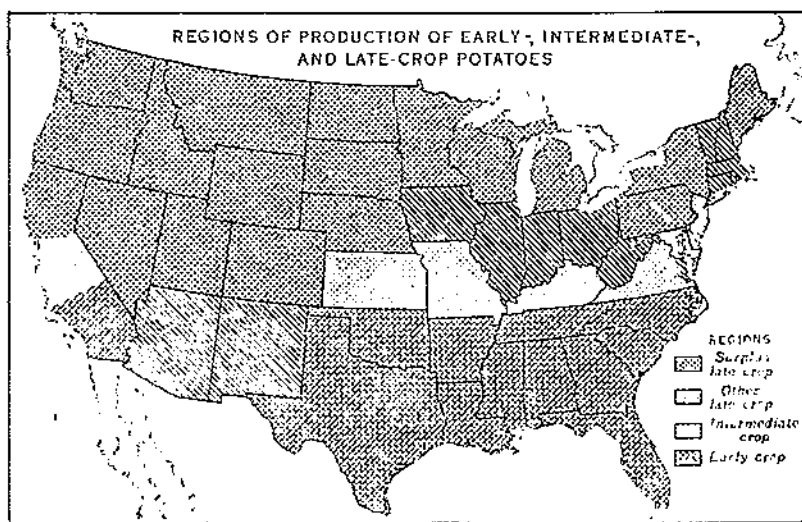 REGIONS OF PRODUCTION OF EARLY-, INTERMEDIATE-,
AND LATE-CROP POTATOES
REGIONS
Surplus
late crop
Other
late crop
Intermediate
crop
Early crop